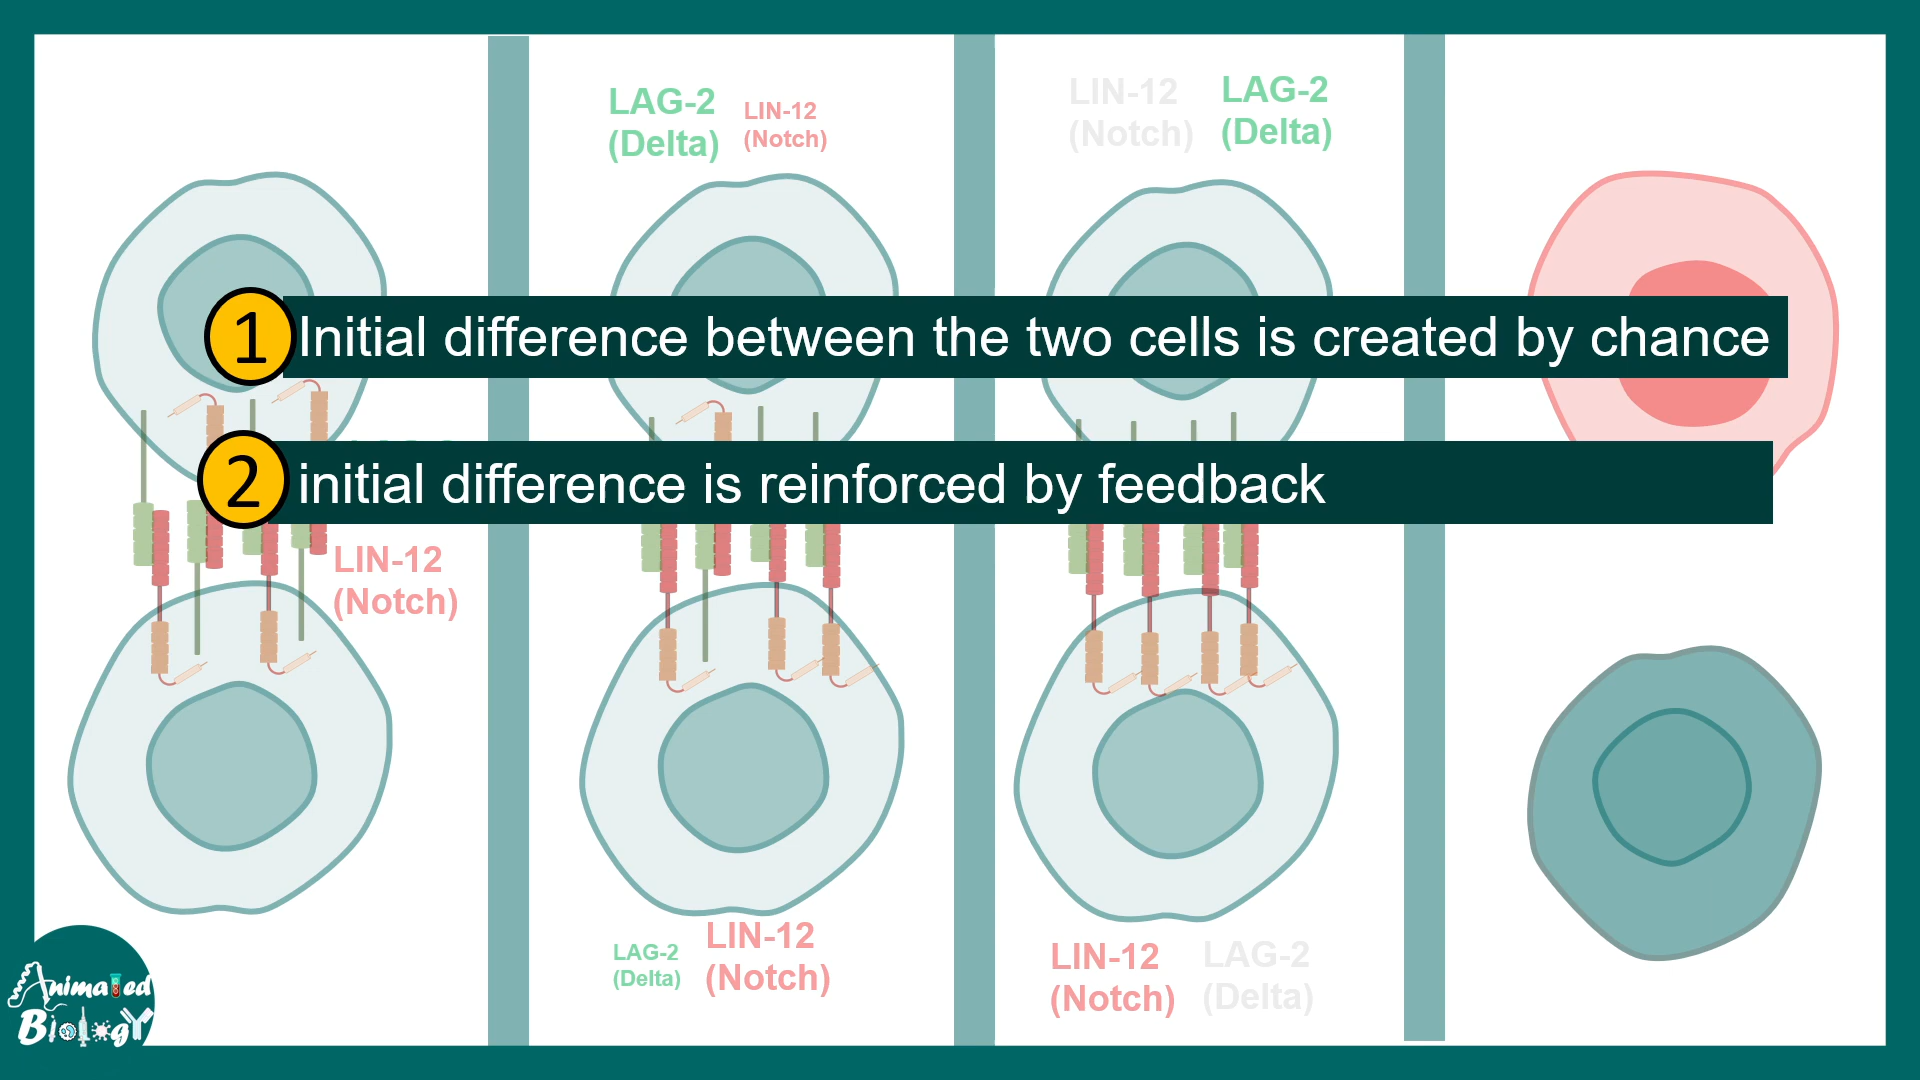 LAG-2
(Delta)
LIN-12
(Notch)
LIN-12
(Notch)
LAG-2
(Delta)
1 Initial difference between the two cells is created by chance
2 initial difference is reinforced by feedback
LIN-12
(Notch)
LAG-2
(Delta)
LIN-12
(Notch)
LIN-12
(Notch)
LAG-2
(Delta)
Animated
Biology